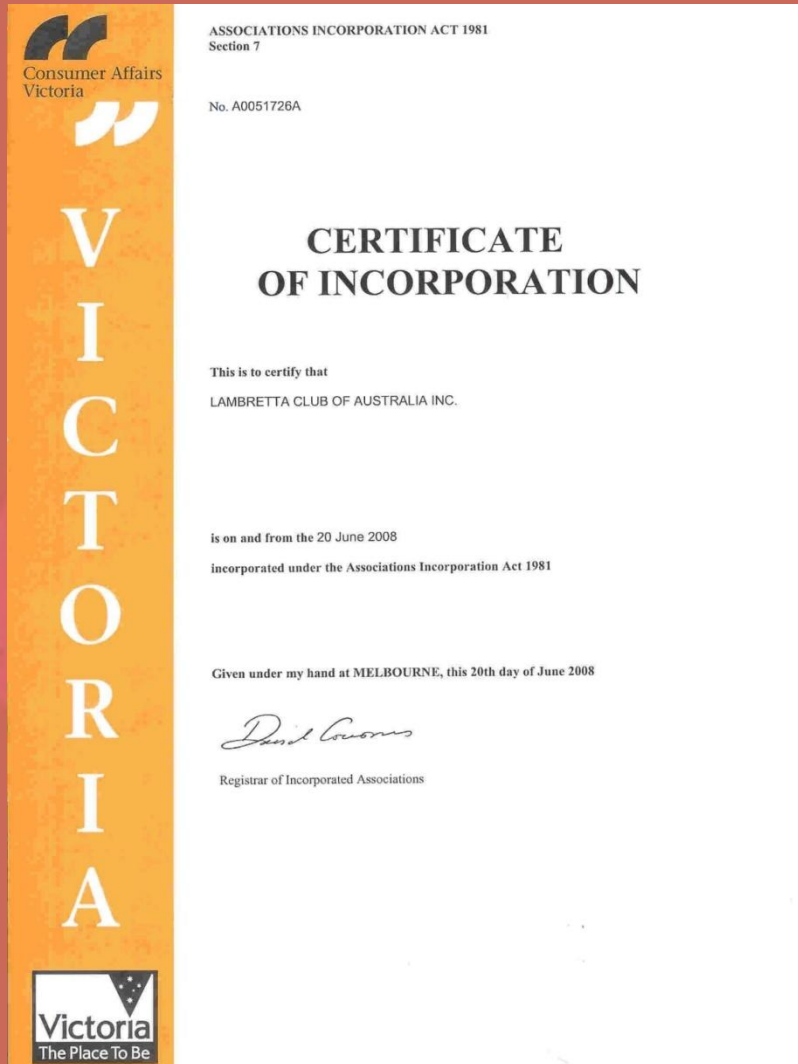 Consumer Affairs
Victoria
VICTORIA
Victoria
The Place To Be
ASSOCIATIONS INCORPORATION ACT 1981
Section 7
No. A0051726A
CERTIFICATE
OF INCORPORATION
This is to certify that
LAMBRETTA CLUB OF AUSTRALIA INC.
is on and from the 20 June 2008
incorporated under the Associations Incorporation Act 1981
Given under my hand at MELBOURNE, this 20th day of June 2008
Registrar of Incorporated Associations